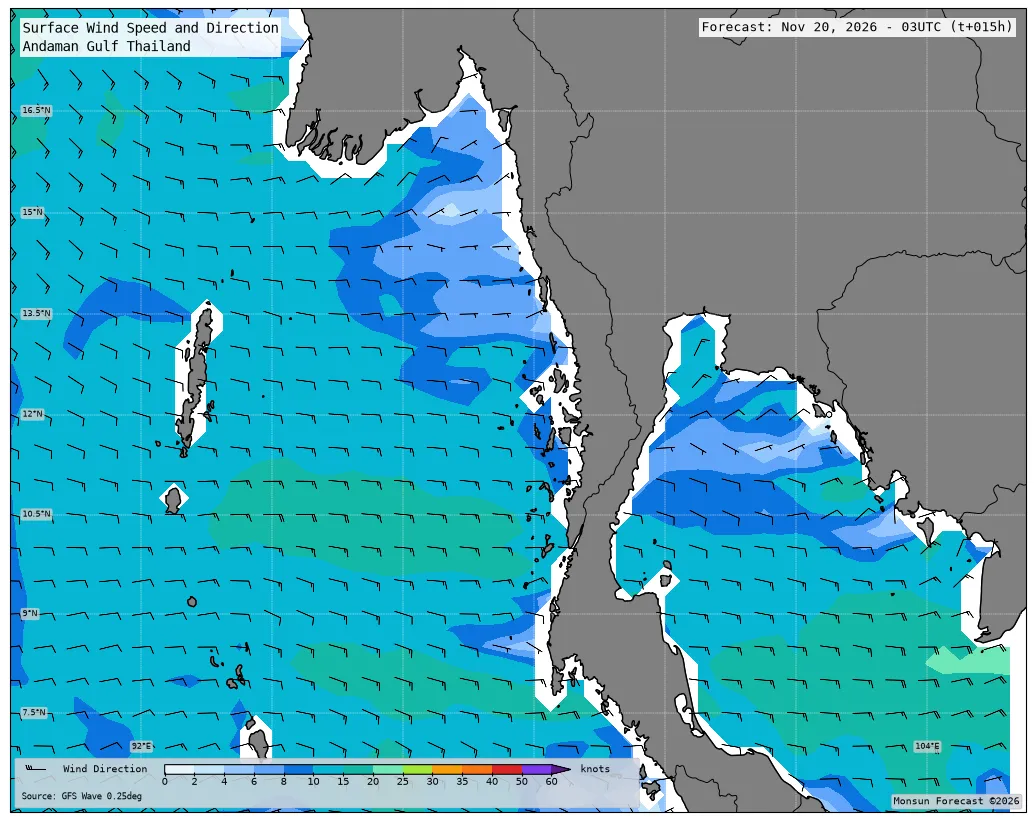 Surface Wind Speed and Direction
Andaman Gulf Thailand
Forecast: Nov 20, 2026 - 03UTC (t+015h)
16.5°N
15°N
13.5°N
12°N
10.5°N
9°N
7.5°N
92°E
104°E
Wind Direction
0 2 4 6 8 10 15 20 25 30 35 40 50 60
knots
Source: GFS Wave 0.25deg
Monsun Forecast ©2026